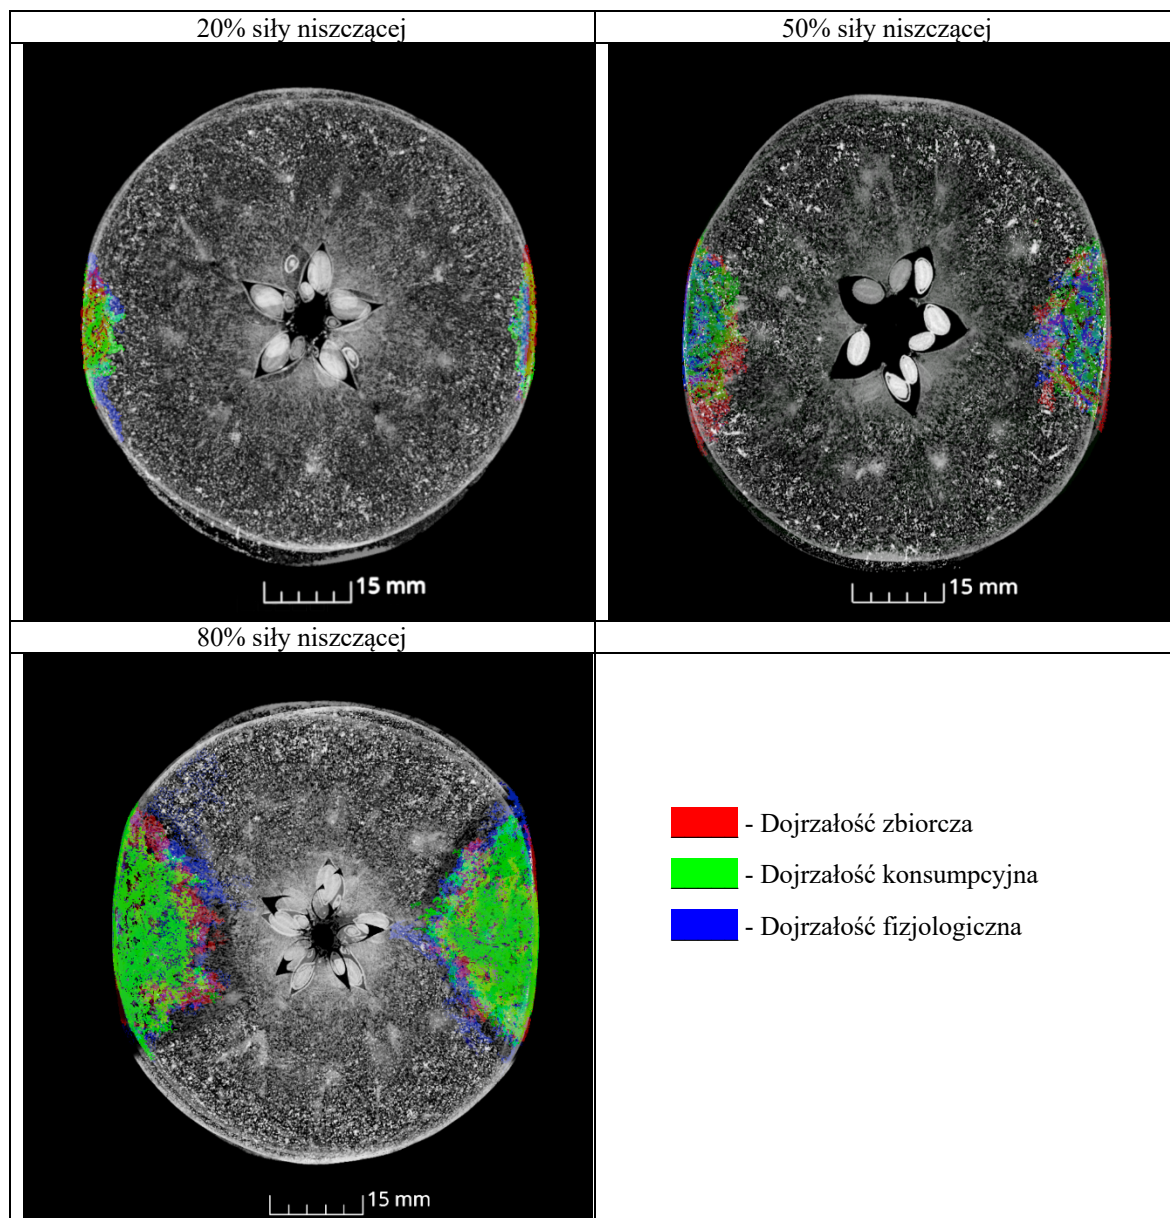 20% siły niszczącej
50% siły niszczącej
15 mm
15 mm
80% siły niszczącej
- Dojrzałość zbiorcza
- Dojrzałość konsumpcyjna
- Dojrzałość fizjologiczna
15 mm